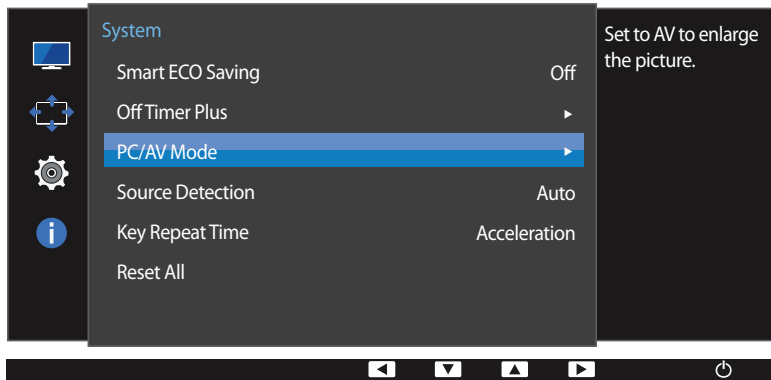 System
Smart ECO Saving Off
Off Timer Plus
PC/AV Mode
Source Detection Auto
Key Repeat Time Acceleration
Reset All
Set to AV to enlarge
the picture.